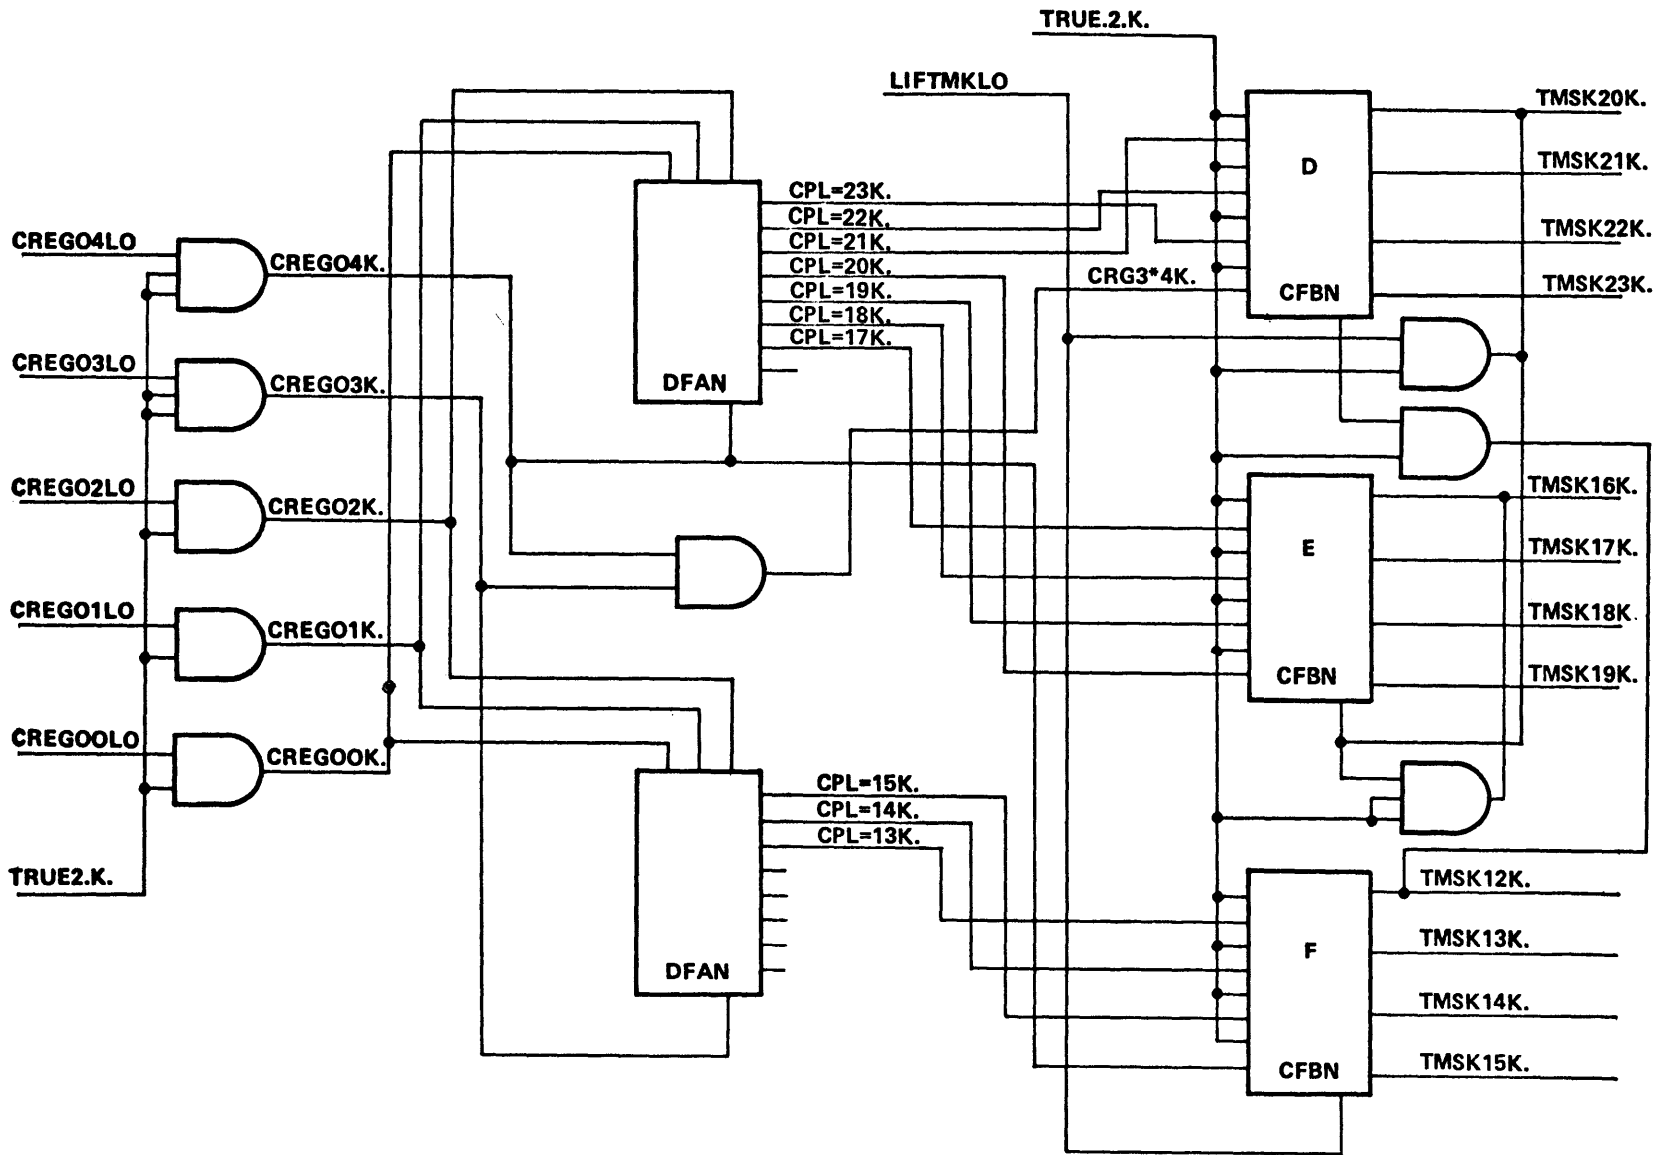 TRUE.2.K.
LIFTMKLO
TMSK20K.
D
TMSK21K.
CPL=23K.
CPL=22K.
TMSK22K.
CREGO4LO
CPL=21K.
CREGO4K.
CPL=20K.
CRG3*4K.
TMSK23K.
CPL=19K.
CFBN
CPL=18K.
CPL=17K.
CREGO3LO
CREGO3K.
DFAN
CREGO2LO
CREGO2K.
TMSK16K.
E
TMSK17K.
CREGO1LO
CREGO1K.
TMSK18K
CFBN
TMSK19K.
CREGOOLO
CREGOOK.
CPL=15K.
CPL=14K.
CPL=13K.
TRUE2.K.
TMSK12K.
F
TMSK13K.
DFAN
TMSK14K.
CFBN
TMSK15K.